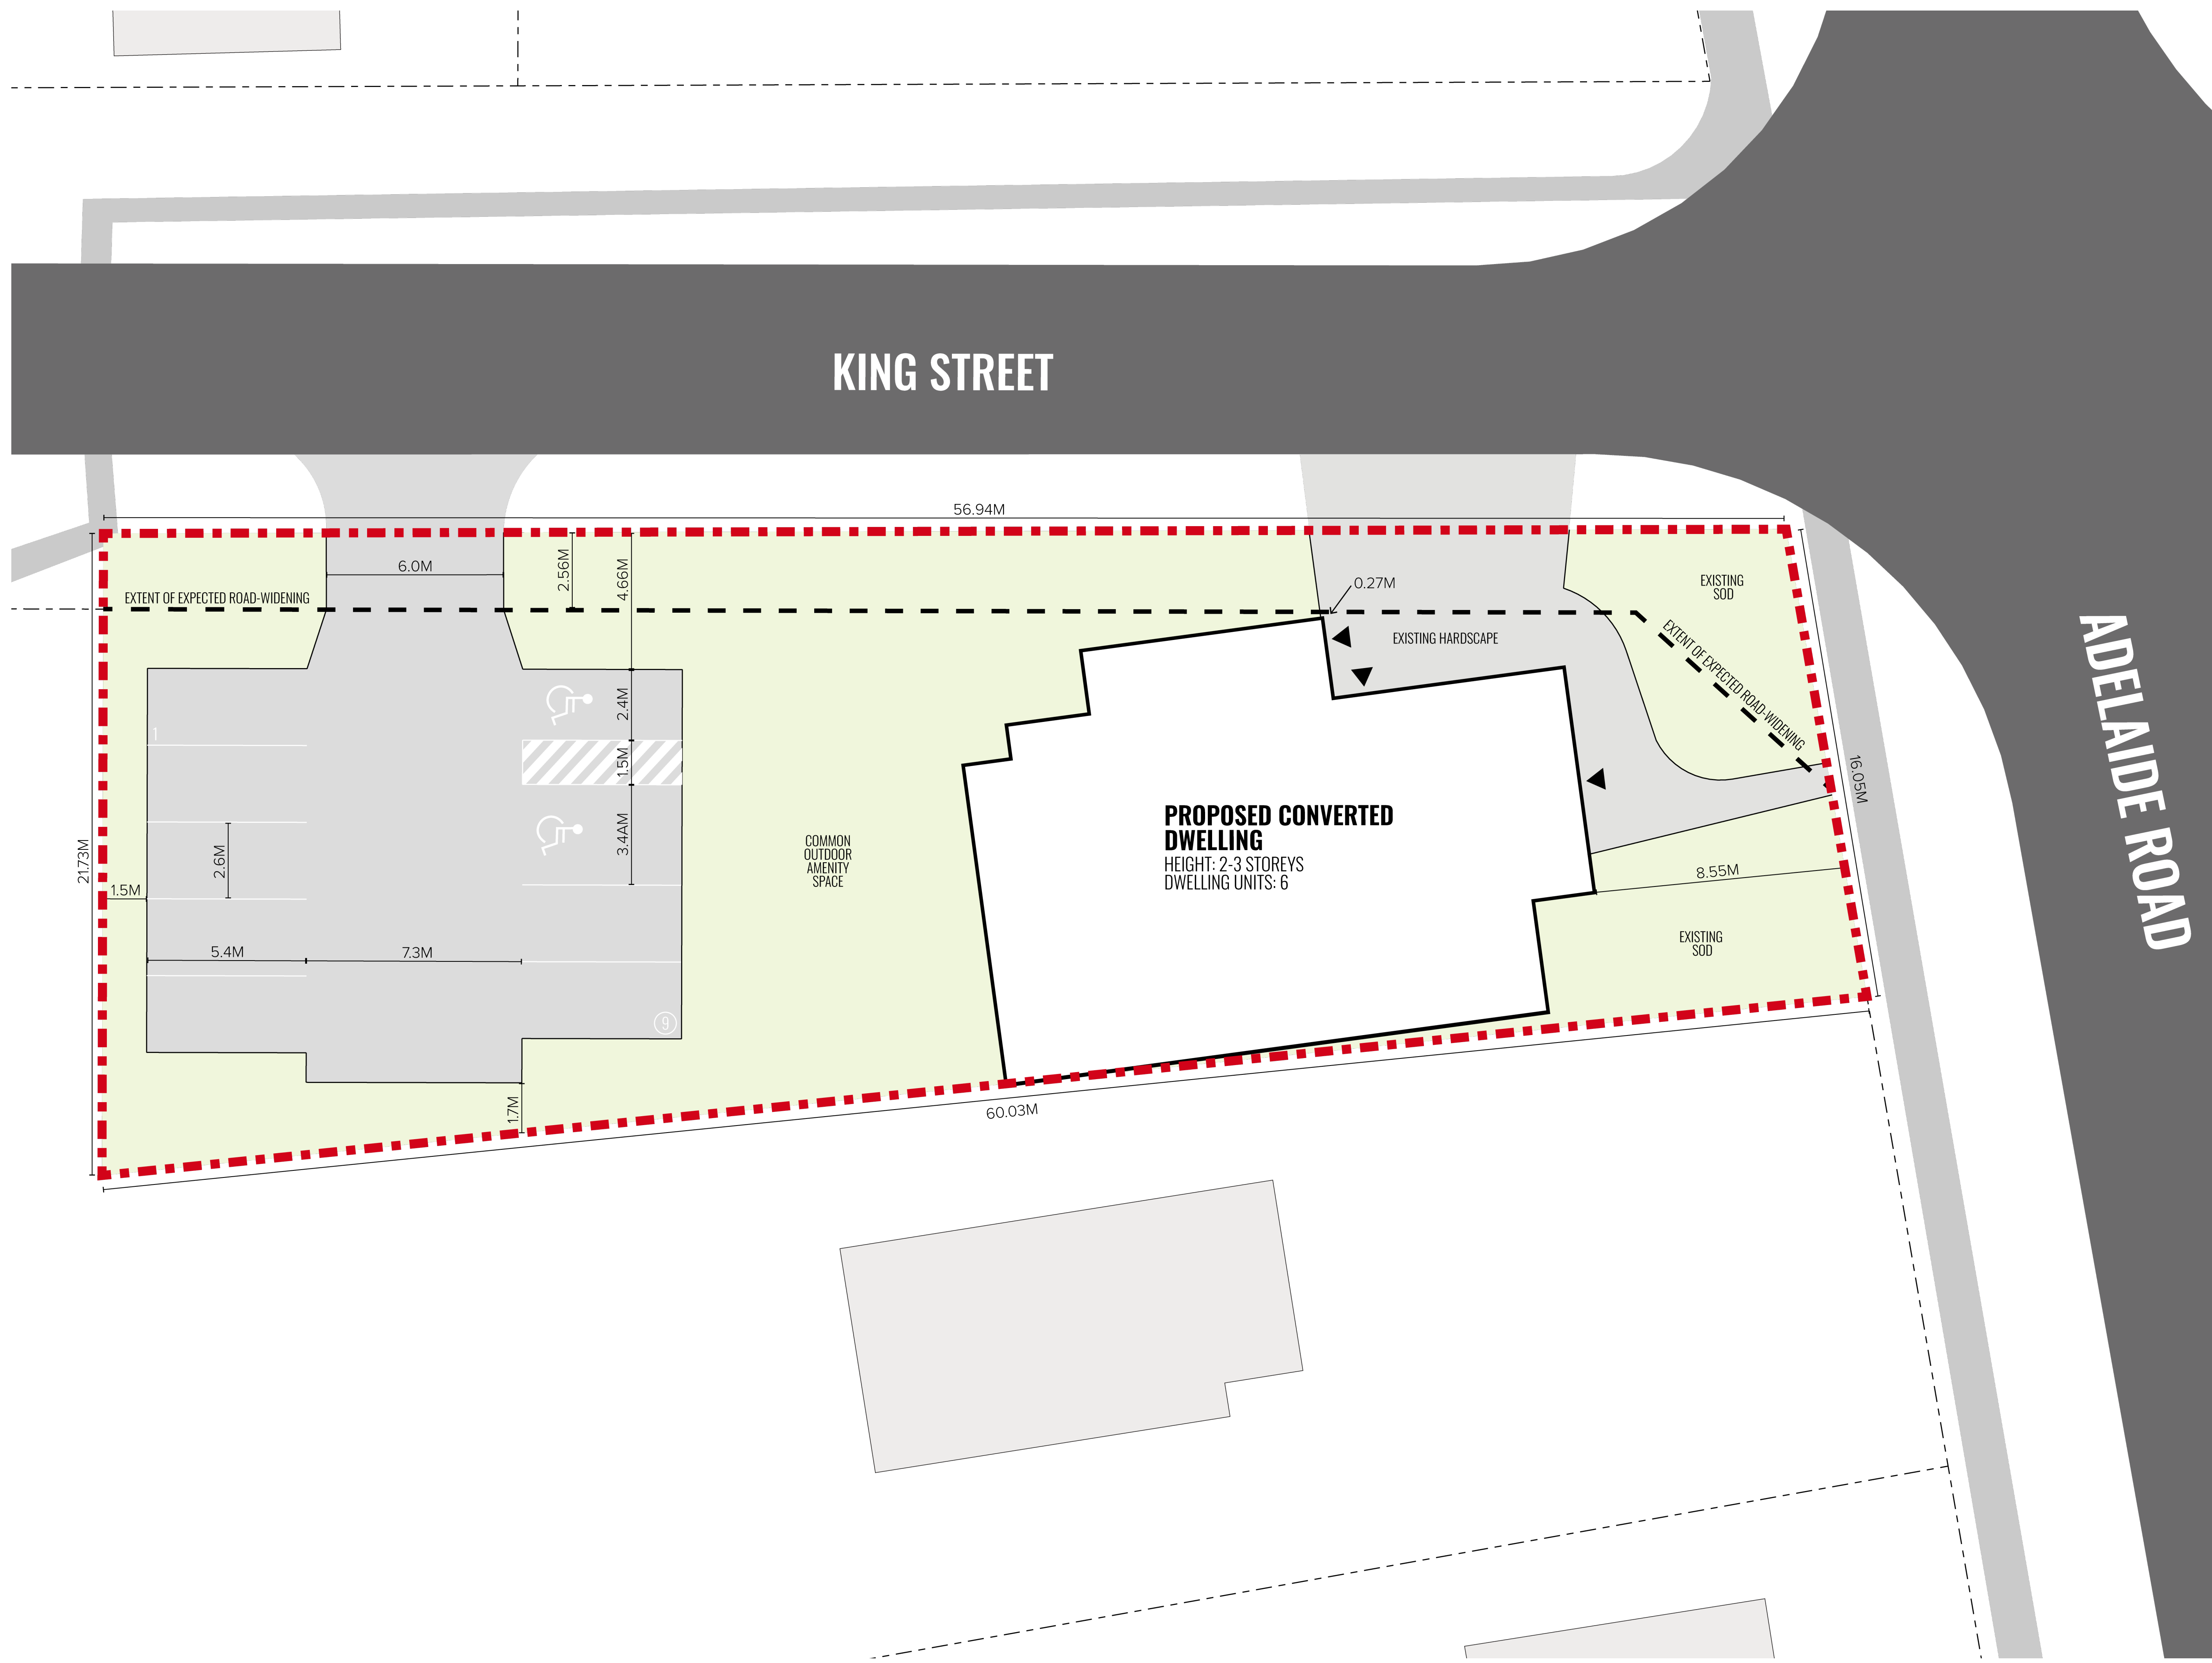 KING STREET
56.94M
6.0M
2.56M
4.66M
0.27M
EXISTING
SOD
EXTENT OF EXPECTED ROAD-WIDENING
EXISTING HARDSCAPE
EXTENT OF EXPECTED ROAD-WIDENING
ADELAIDE ROAD
2.4M
1
1.5M
16.05M
PROPOSED CONVERTED
DWELLING
HEIGHT: 2-3 STOREYS
DWELLING UNITS: 6
3.4AM
COMMON
OUTDOOR
AMENITY
SPACE
21.73M
2.6M
1.5M
8.55M
5.4M
7.3M
EXISTING
SOD
9
1.7M
60.03M